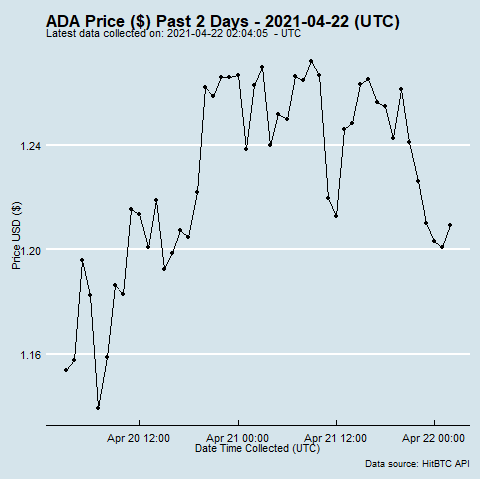 ADA Price ($) Past 2 Days - 2021-04-22 (UTC)
Latest data collected on: 2021-04-22 02:04:05  - UTC
1.24
1.20
1.16
Price USD ($)
Apr 20 12:00 Apr 21 00:00 Apr 21 12:00 Apr 22 00:00
Date Time Collected (UTC)
Data source: HitBTC API